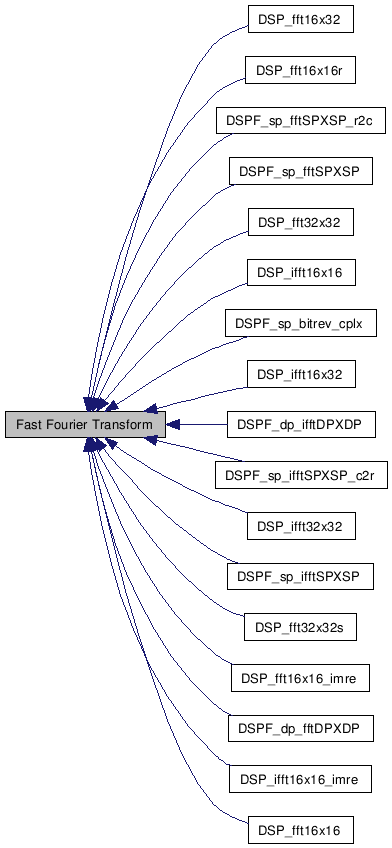 DSP_fft16x32
DSP_fft16x16r
DSPF_sp_fftSPXSP_r2c
DSPF_sp_fftSPXSP
DSP_fft32x32
DSP_ifft16x16
DSPF_sp_bitrev_cplx
DSP_ifft16x32
Fast Fourier Transform
DSPF_dp_ifftDPXDP
DSPF_sp_ifftSPXSP_c2r
DSP_ifft32x32
DSPF_sp_ifftSPXSP
DSP_fft32x32s
DSP_fft16x16_imre
DSPF_dp_fftDPXDP
DSP_ifft16x16_imre
DSP_fft16x16